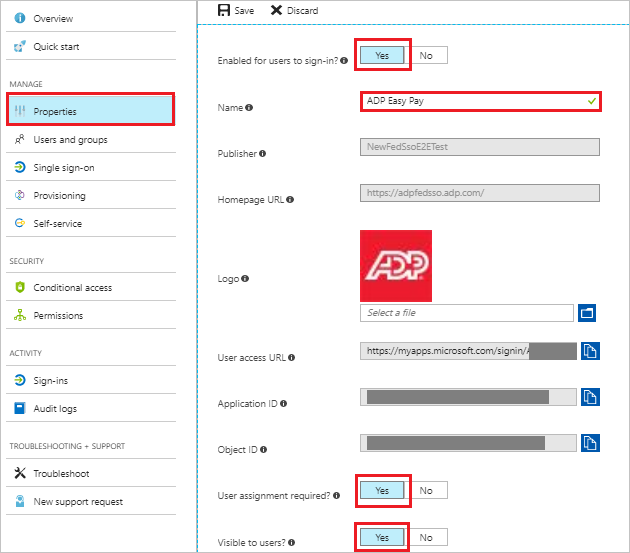 Overview
Quick start
MANAGE
Properties
Users and groups
Single sign-on
Provisioning
Self-service
SECURITY
Conditional access
Permissions
ACTIVITY
Sign-ins
Audit logs
TROUBLESHOOTING + SUPPORT
Troubleshoot
New support request
Save Discard
Enabled for users to sign-in? Yes No
Name ADP Easy Pay
Publisher NewFedSsoE2ETest
Homepage URL https://adpfedsso.adp.com/
Logo ADP
Select a file
User access URL https://myapps.microsoft.com/signin/
Application ID
Object ID
User assignment required? Yes No
Visible to users? Yes No